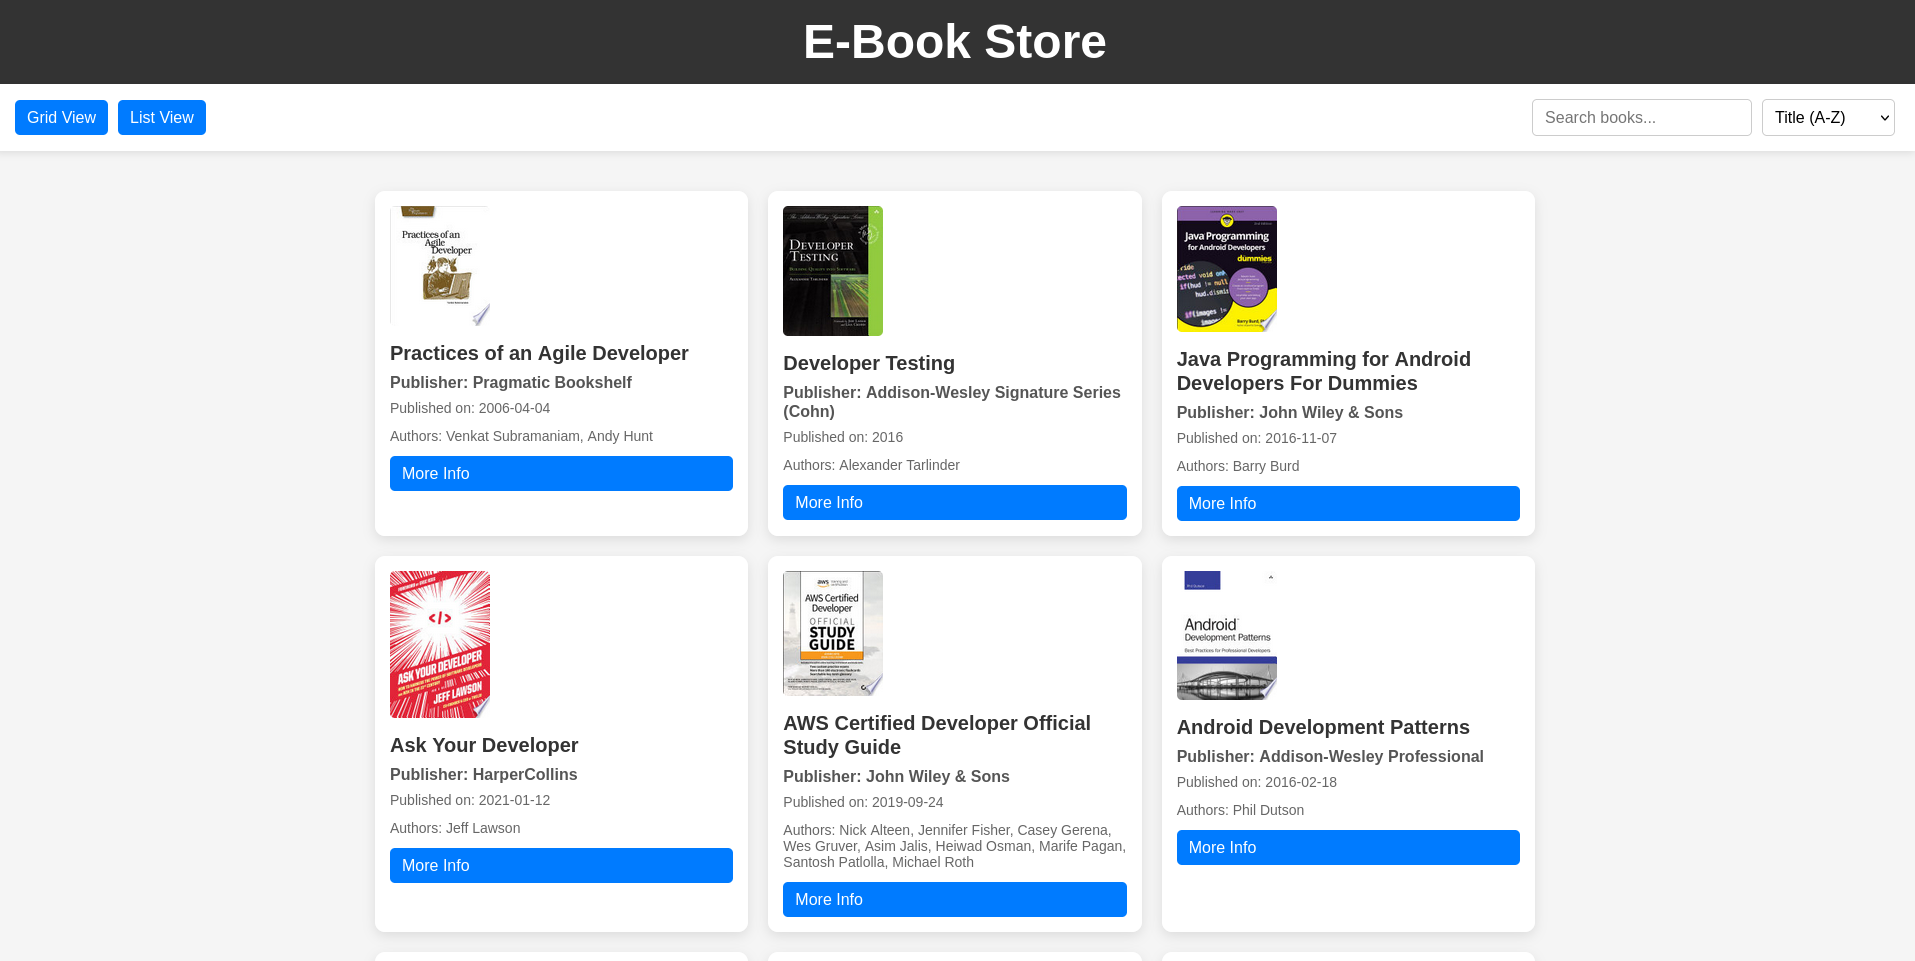 E-Book Store
Grid View
List View
Search books...
Title (A-Z)
Practices of an
Agile
Developer
Practices of an Agile Developer
Publisher: Pragmatic Bookshelf
Published on: 2006-04-04
Authors: Venkat Subramaniam, Andy Hunt
More Info
DEVELOPER
TESTING
Developer Testing
Publisher: Addison-Wesley Signature Series
(Cohn)
Published on: 2016
Authors: Alexander Tarlinder
More Info
Java Programming
for Android Developers
dummies
Java Programming for Android
Developers For Dummies
Publisher: John Wiley & Sons
Published on: 2016-11-07
Authors: Barry Burd
More Info
</>
ASK YOUR DEVELOPER
JEFF LAWSON
Ask Your Developer
Publisher: HarperCollins
Published on: 2021-01-12
Authors: Jeff Lawson
More Info
aws
AWS Certified
Developer
OFFICIAL
STUDY
GUIDE
AWS Certified Developer Official
Study Guide
Publisher: John Wiley & Sons
Published on: 2019-09-24
Authors: Nick Alteen, Jennifer Fisher, Casey Gerena,
Wes Gruver, Asim Jalis, Heiwad Osman, Marife Pagan,
Santosh Patlolla, Michael Roth
More Info
Phil Dutson
Android
Development Patterns
Best Practices for Professional Developers
Android Development Patterns
Publisher: Addison-Wesley Professional
Published on: 2016-02-18
Authors: Phil Dutson
More Info